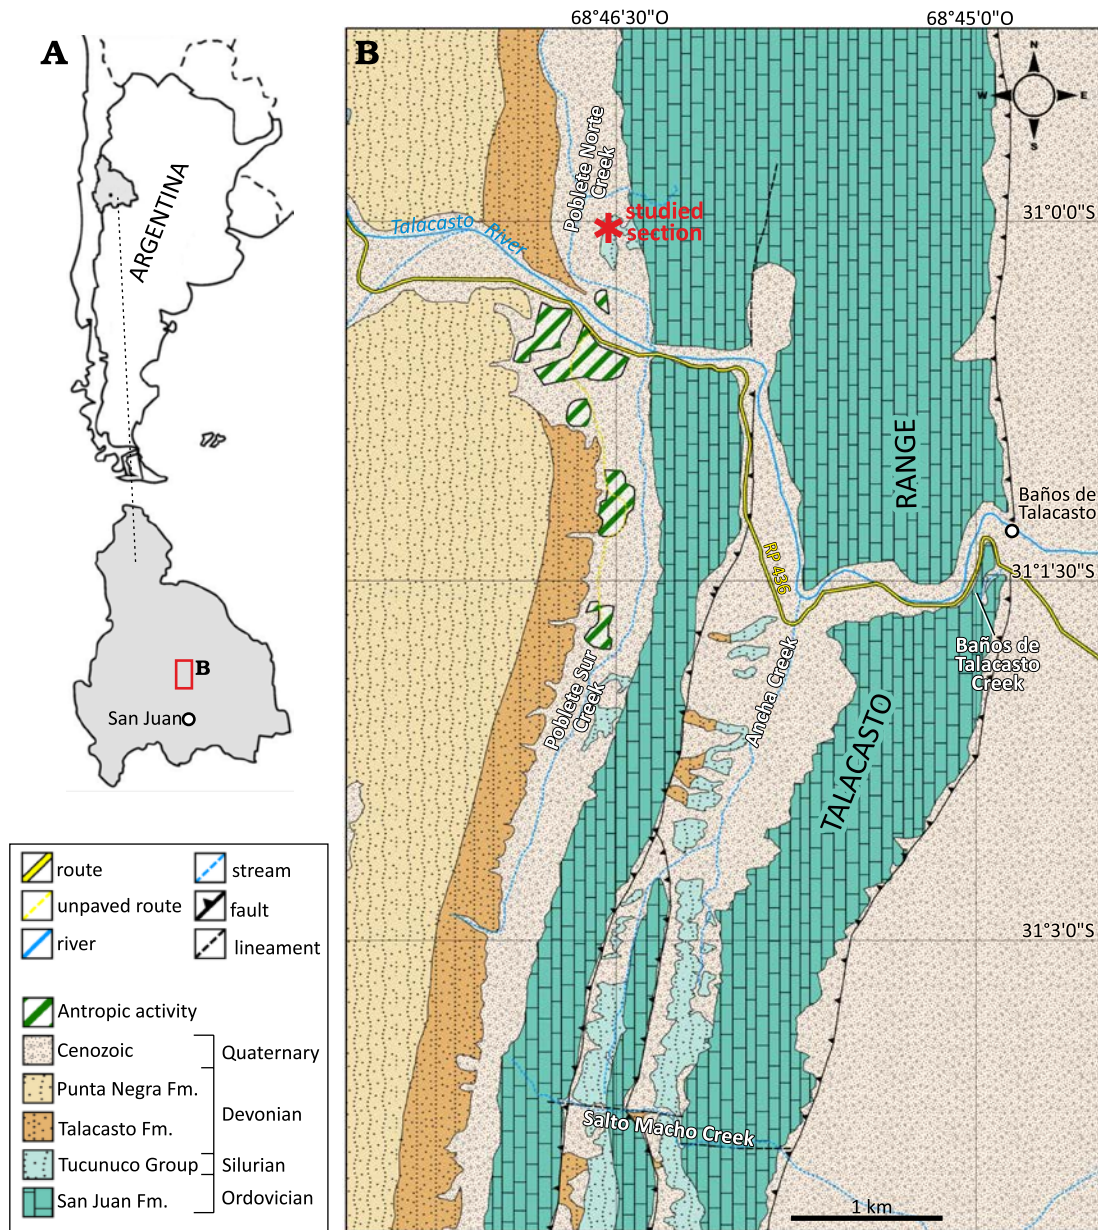 A
ARGENTINA
B
San Juan
B
68°46'30"O
68°45'0"O
N
W
E
S
Poblete Norte
Creek
31°0'0"S
studied
section
Talacasto River
RANGE
Baños de
Talacasto
RP 436
31°1'30"S
Baños de
Talacasto
Creek
Poblete Sur
Creek
Ancha Creek
TALACASTO
31°3'0"S
Salto Macho Creek
1 km
route
unpaved route
river
stream
fault
lineament
Antropic activity
Cenozoic
Quaternary
Punta Negra Fm.
Devonian
Talacasto Fm.
Tucunuco Group
Silurian
San Juan Fm.
Ordovician